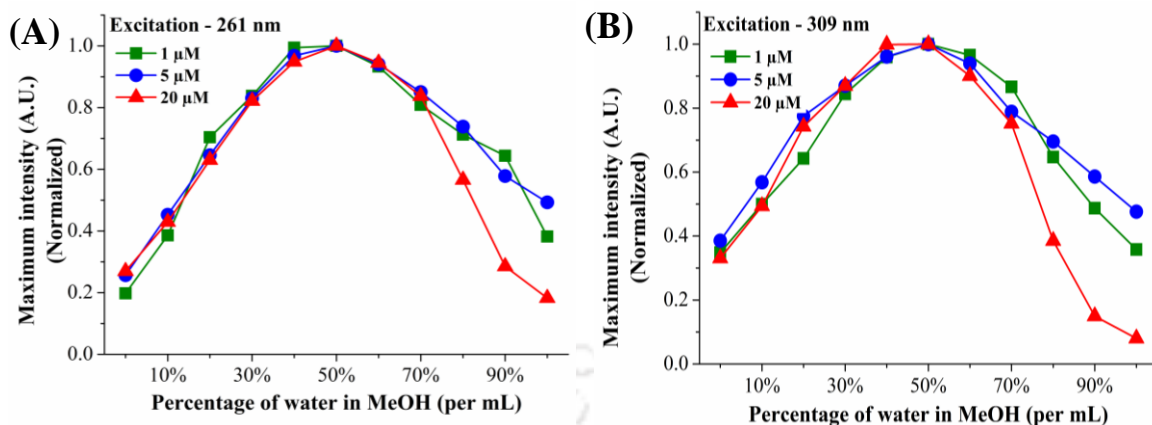 (A)
Excitation - 261 nm
1 µM
5 µM
20 µM
Maximum intensity (A.U.)
(Normalized)
1.0
0.8
0.6
0.4
0.2
0.0
10% 30% 50% 70% 90%
Percentage of water in MeOH (per mL)
(B)
Excitation - 309 nm
1 µM
5 µM
20 µM
Maximum intensity (A.U.)
(Normalized)
1.0
0.8
0.6
0.4
0.2
0.0
10% 30% 50% 70% 90%
Percentage of water in MeOH (per mL)